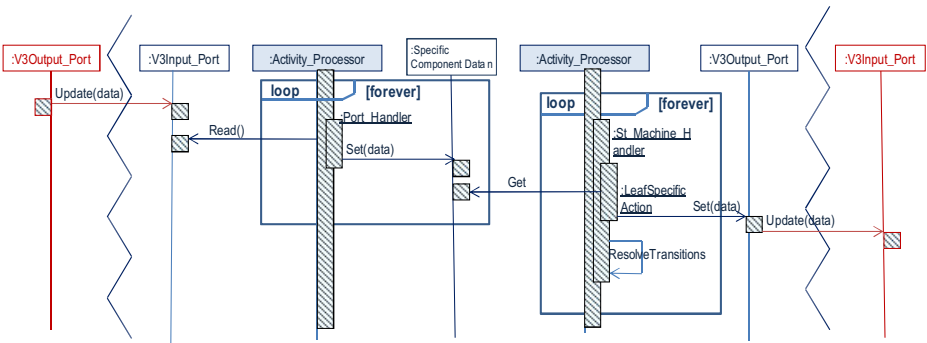 :V3Output_Port
:V3Input_Port
:Activity_Processor
:Specific
Component Data n
:Activity_Processor
:V3Output_Port
:V3Input_Port
Update(data)
loop
[forever]
:Port_Handler
Read()
Set(data)
Get
loop
[forever]
:St_Machine_H
andler
:LeafSpecific
Action
Set(data)
Update(data)
ResolveTransitions